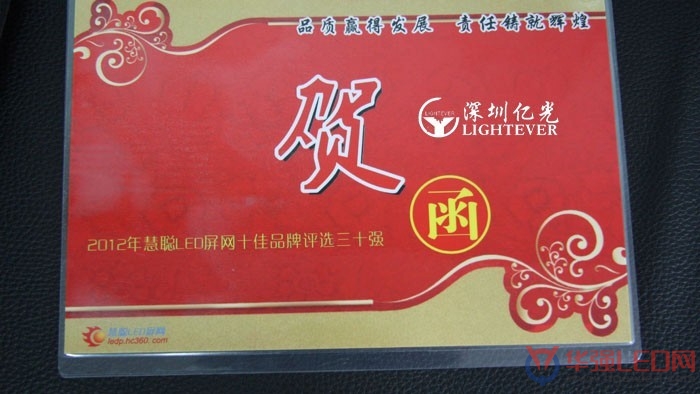 品质赢得发展 责任铸就辉煌
贺
LIGHTEVER
深圳亿光
LIGHTEVER
函
2012年慧聪LED屏网十佳品牌评选三十强
慧聪LED屏网
ledp.hc360.com
华强LED网